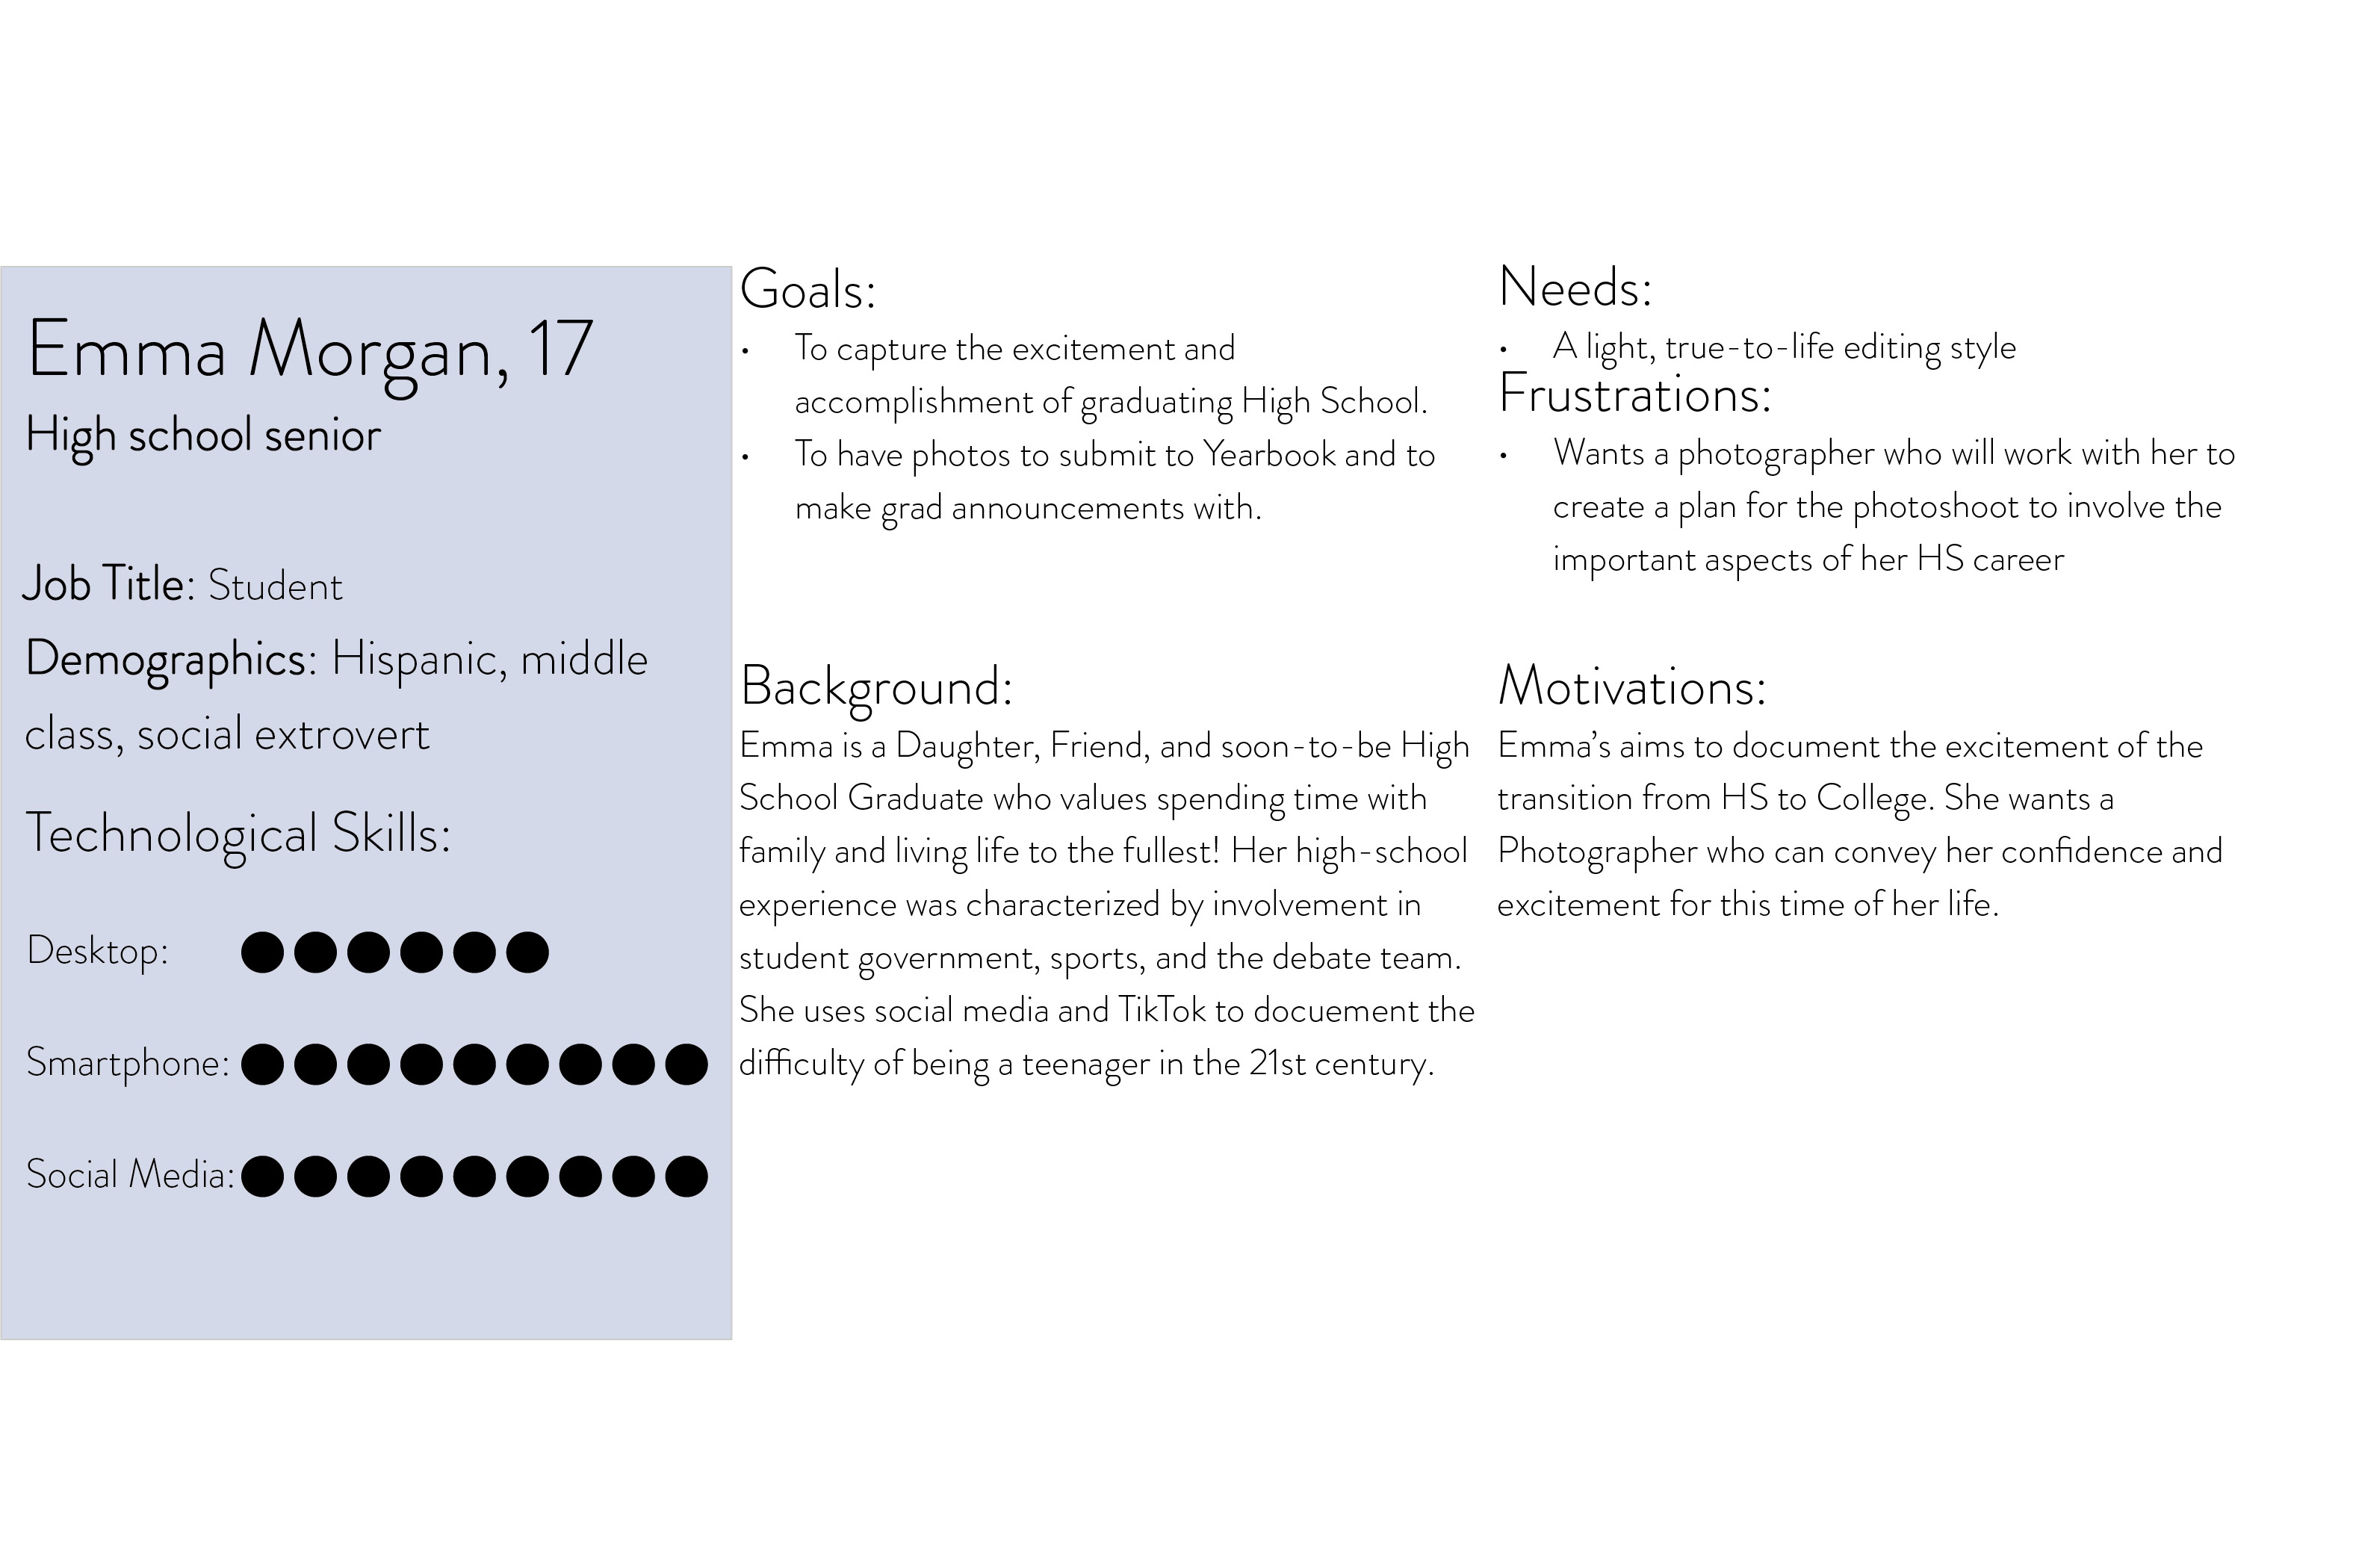 Emma Morgan, 17
High school senior
Job Title: Student
Demographics: Hispanic, middle
class, social extrovert
Technological Skills:
Desktop:
Smartphone:
Social Media:
Goals:
• To capture the excitement and
accomplishment of graduating High School.
• To have photos to submit to Yearbook and to
make grad announcements with.
Background:
Emma is a Daughter, Friend, and soon-to-be High
School Graduate who values spending time with
family and living life to the fullest! Her high-school
experience was characterized by involvement in
student government, sports, and the debate team.
She uses social media and TikTok to docuement the
difficulty of being a teenager in the 21st century.
Needs:
• A light, true-to-life editing style
Frustrations:
• Wants a photographer who will work with her to
create a plan for the photoshoot to involve the
important aspects of her HS career
Motivations:
Emma’s aims to document the excitement of the
transition from HS to College. She wants a
Photographer who can convey her confidence and
excitement for this time of her life.